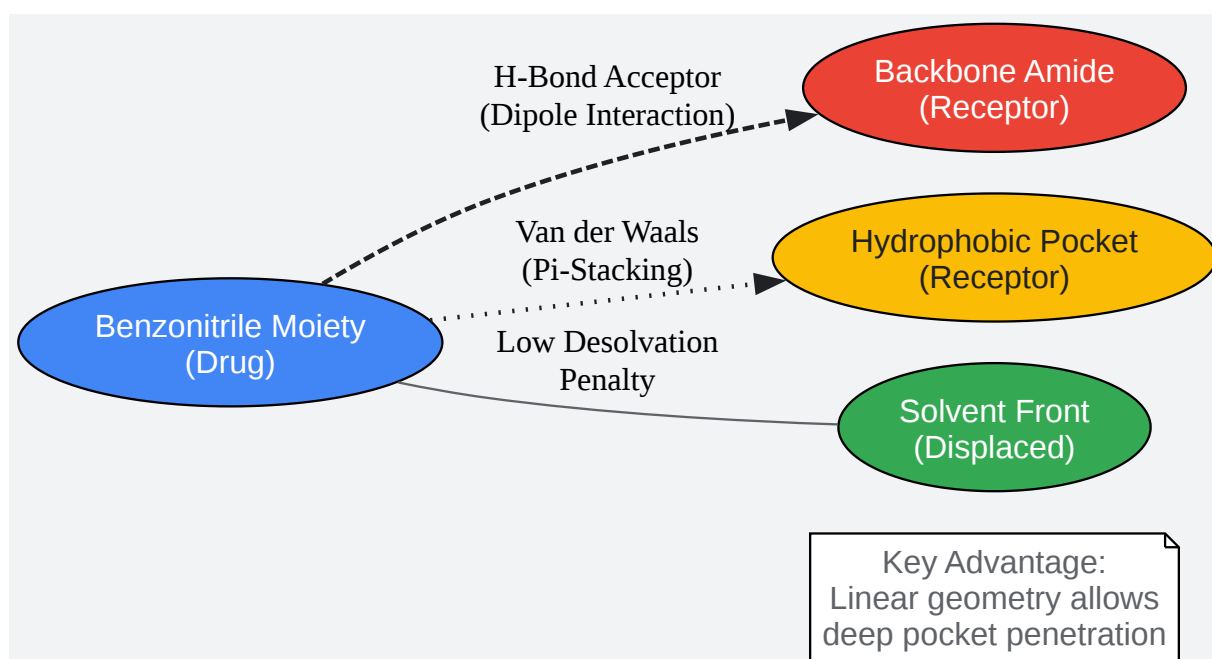 H-Bond Acceptor
(Dipole Interaction)
Backbone Amide
(Receptor)
Van der Waals
(Pi-Stacking)
Hydrophobic Pocket
(Receptor)
Benzonitrile Moiety
(Drug)
Low Desolvation
Penalty
Solvent Front
(Displaced)
Key Advantage:
Linear geometry allows
deep pocket penetration